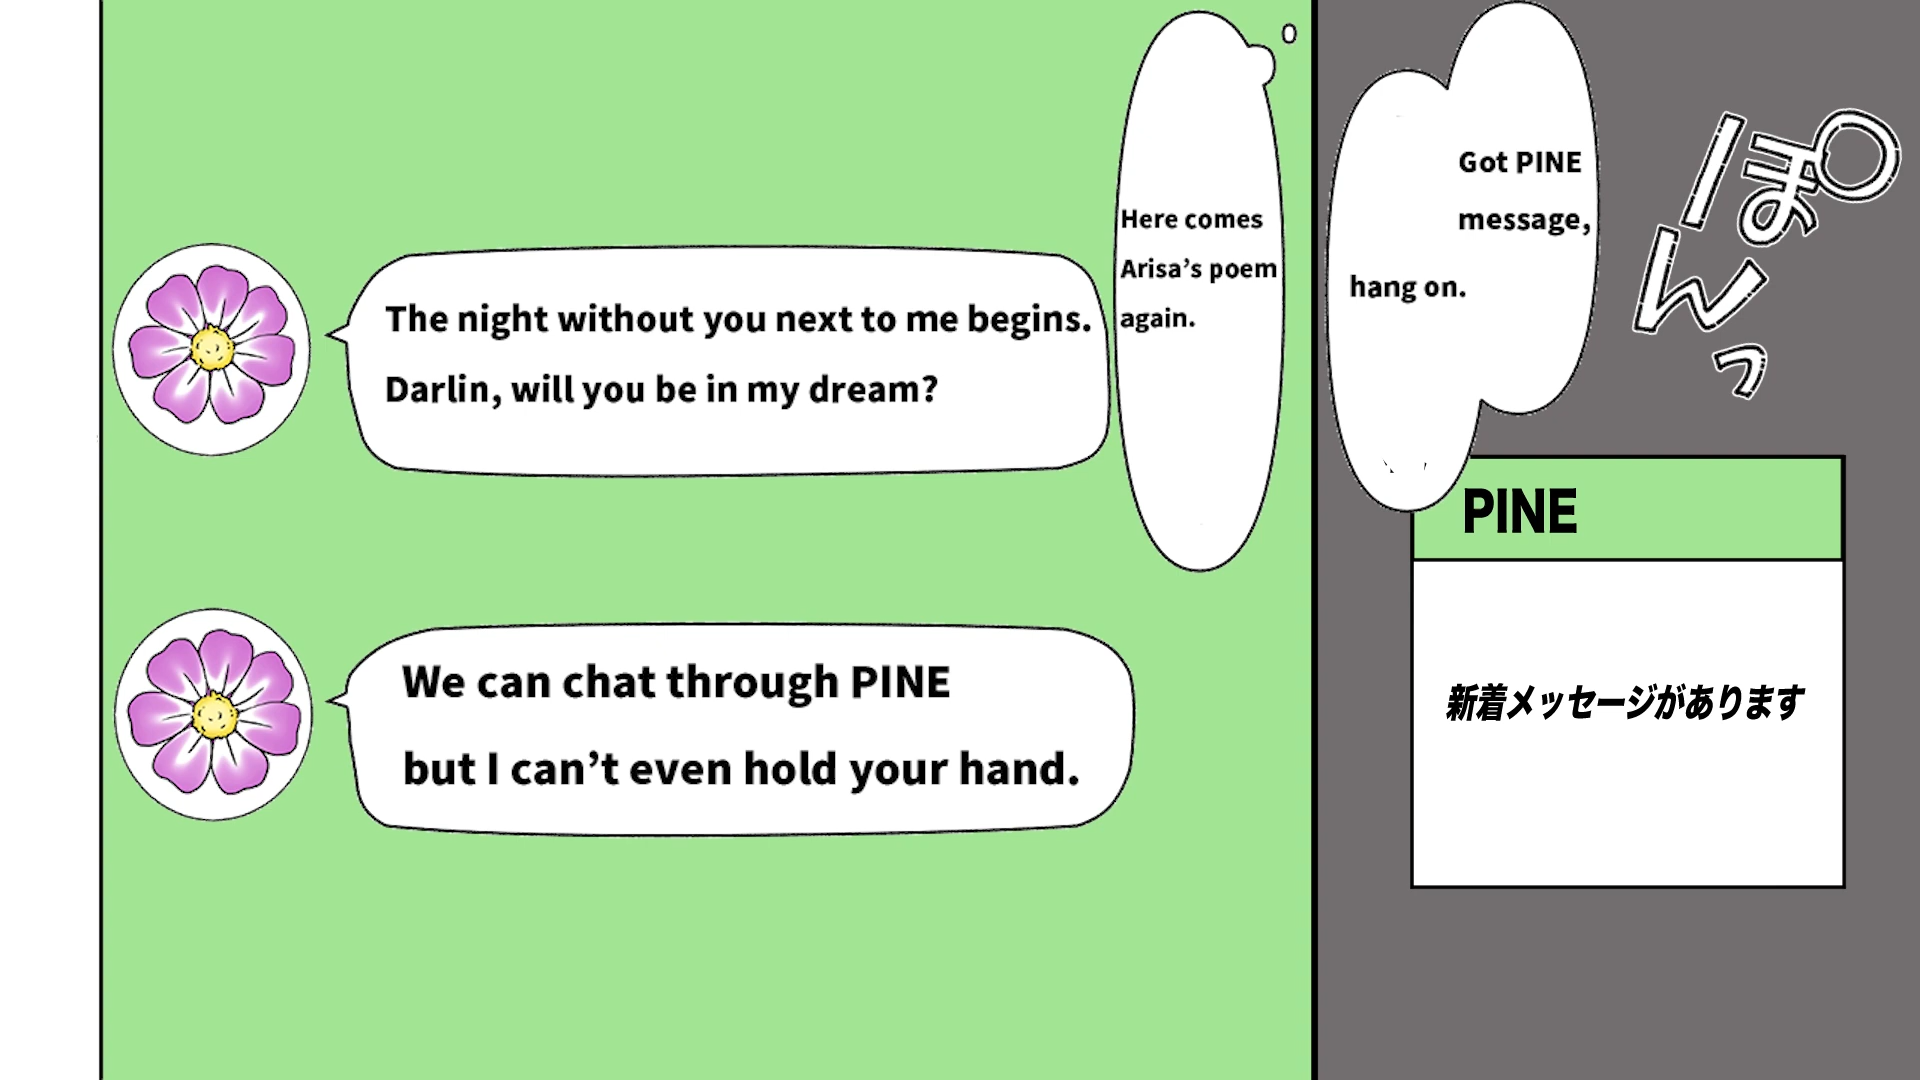 ぽんっ
Got PINE
message,
hang on.
PINE
新着メッセージがあります
Here comes
Arisa’s poem
again.
The night without you next to me begins.
Darlin, will you be in my dream?
We can chat through PINE
but I can’t even hold your hand.